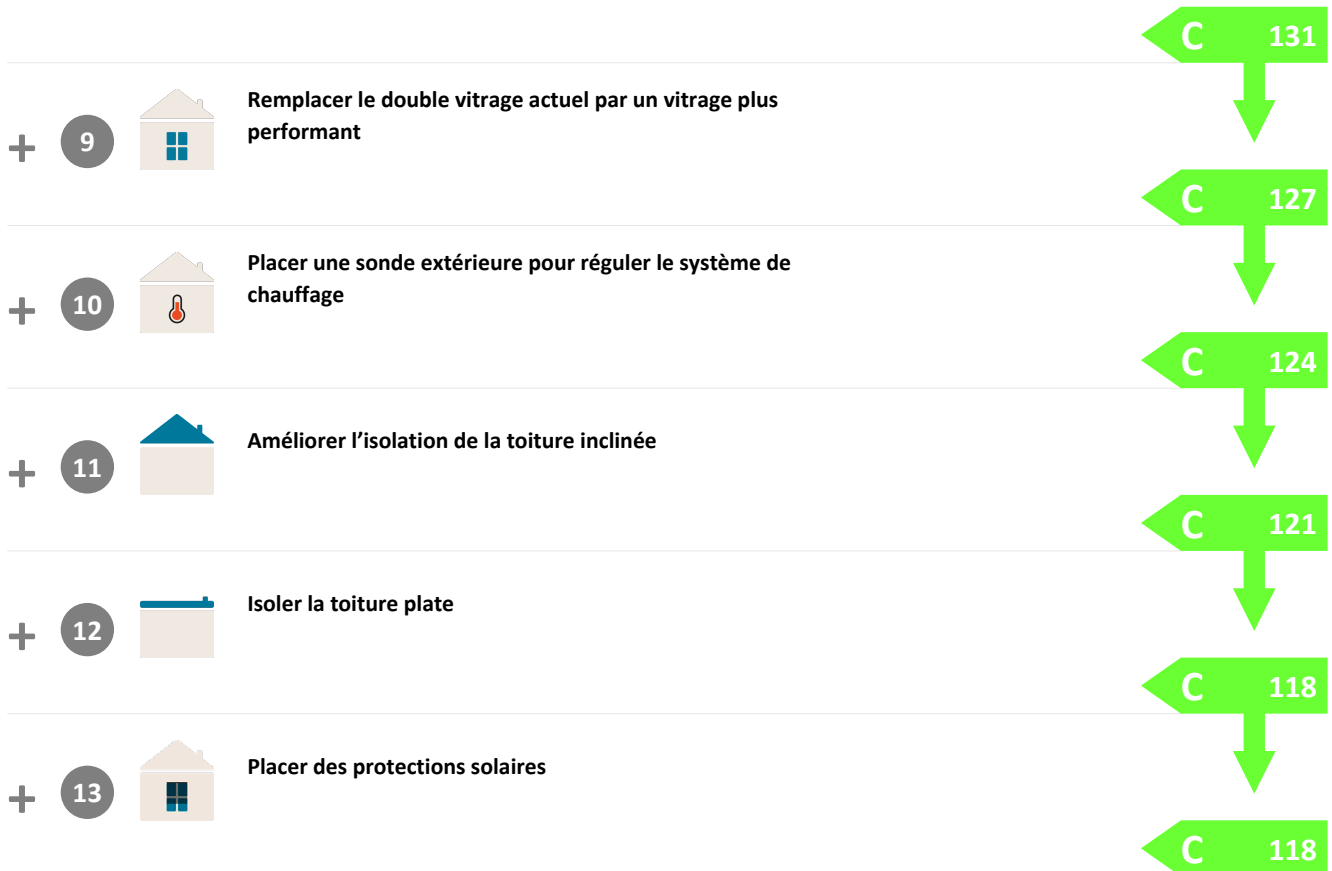 C 131
+ 9 Remplacer le double vitrage actuel par un vitrage plus
performant
C 127
+ 10 Placer une sonde extérieure pour réguler le système de
chauffage
C 124
+ 11 Améliorer l’isolation de la toiture inclinée
C 121
+ 12 Isoler la toiture plate
C 118
+ 13 Placer des protections solaires
C 118